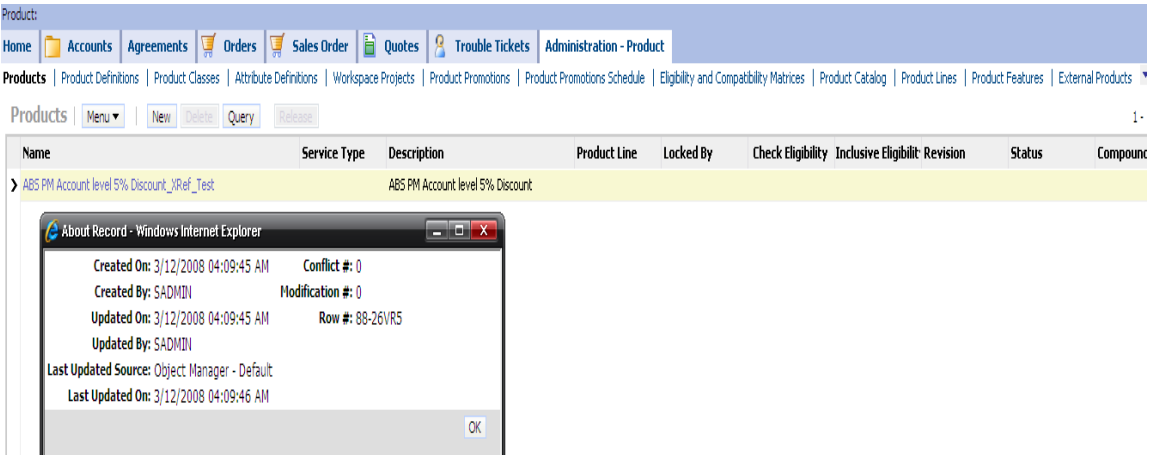 Product:
Home Accounts Agreements Orders Sales Order Quotes Trouble Tickets Administration - Product
Products | Product Definitions | Product Classes | Attribute Definitions | Workspace Projects | Product Promotions | Product Promotions Schedule | Eligibility and Compatibility Matrices | Product Catalog | Product Lines | Product Features | External Products
Products Menu▼ New Delete Query Release 1 -
Name Service Type Description Product Line Locked By Check Eligibility Inclusive Eligibilit Revision Status Compound
ABS PM Account level 5% Discount_XRef_Test ABS PM Account level 5% Discount
About Record - Windows Internet Explorer
Created On: 3/12/2008 04:09:45 AM Conflict #: 0
Created By: SADMIN Modification #: 0
Updated On: 3/12/2008 04:09:45 AM Row #: 88-26VR5
Updated By: SADMIN
Last Updated Source: Object Manager - Default
Last Updated On: 3/12/2008 04:09:46 AM
OK